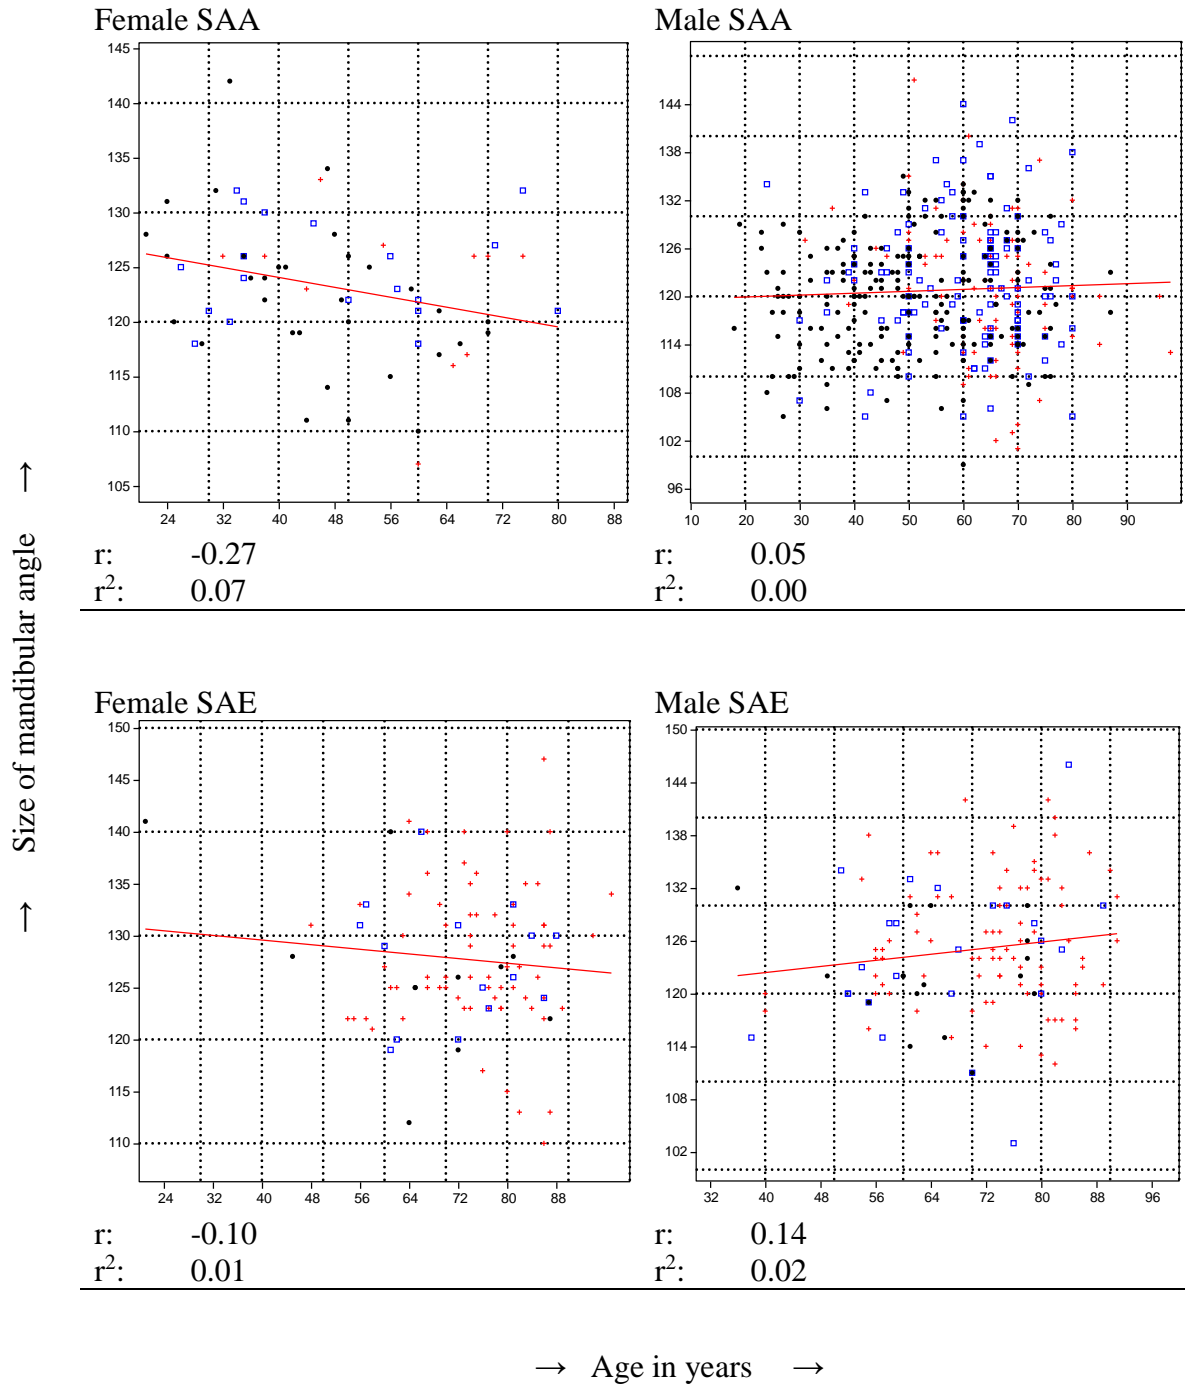 Female SAA
145
140
135
130
125
120
115
110
105
24 32 40 48 56 64 72 80 88
r: -0.27
r²: 0.07
Male SAA
144
138
132
126
120
114
108
102
96
10 20 30 40 50 60 70 80 90
r: 0.05
r²: 0.00
Female SAE
150
145
140
135
130
125
120
115
110
24 32 40 48 56 64 72 80 88
r: -0.10
r²: 0.01
Male SAE
150
144
138
132
126
120
114
108
102
32 40 48 56 64 72 80 88 96
r: 0.14
r²: 0.02
→ Size of mandibular angle →
→ Age in years →